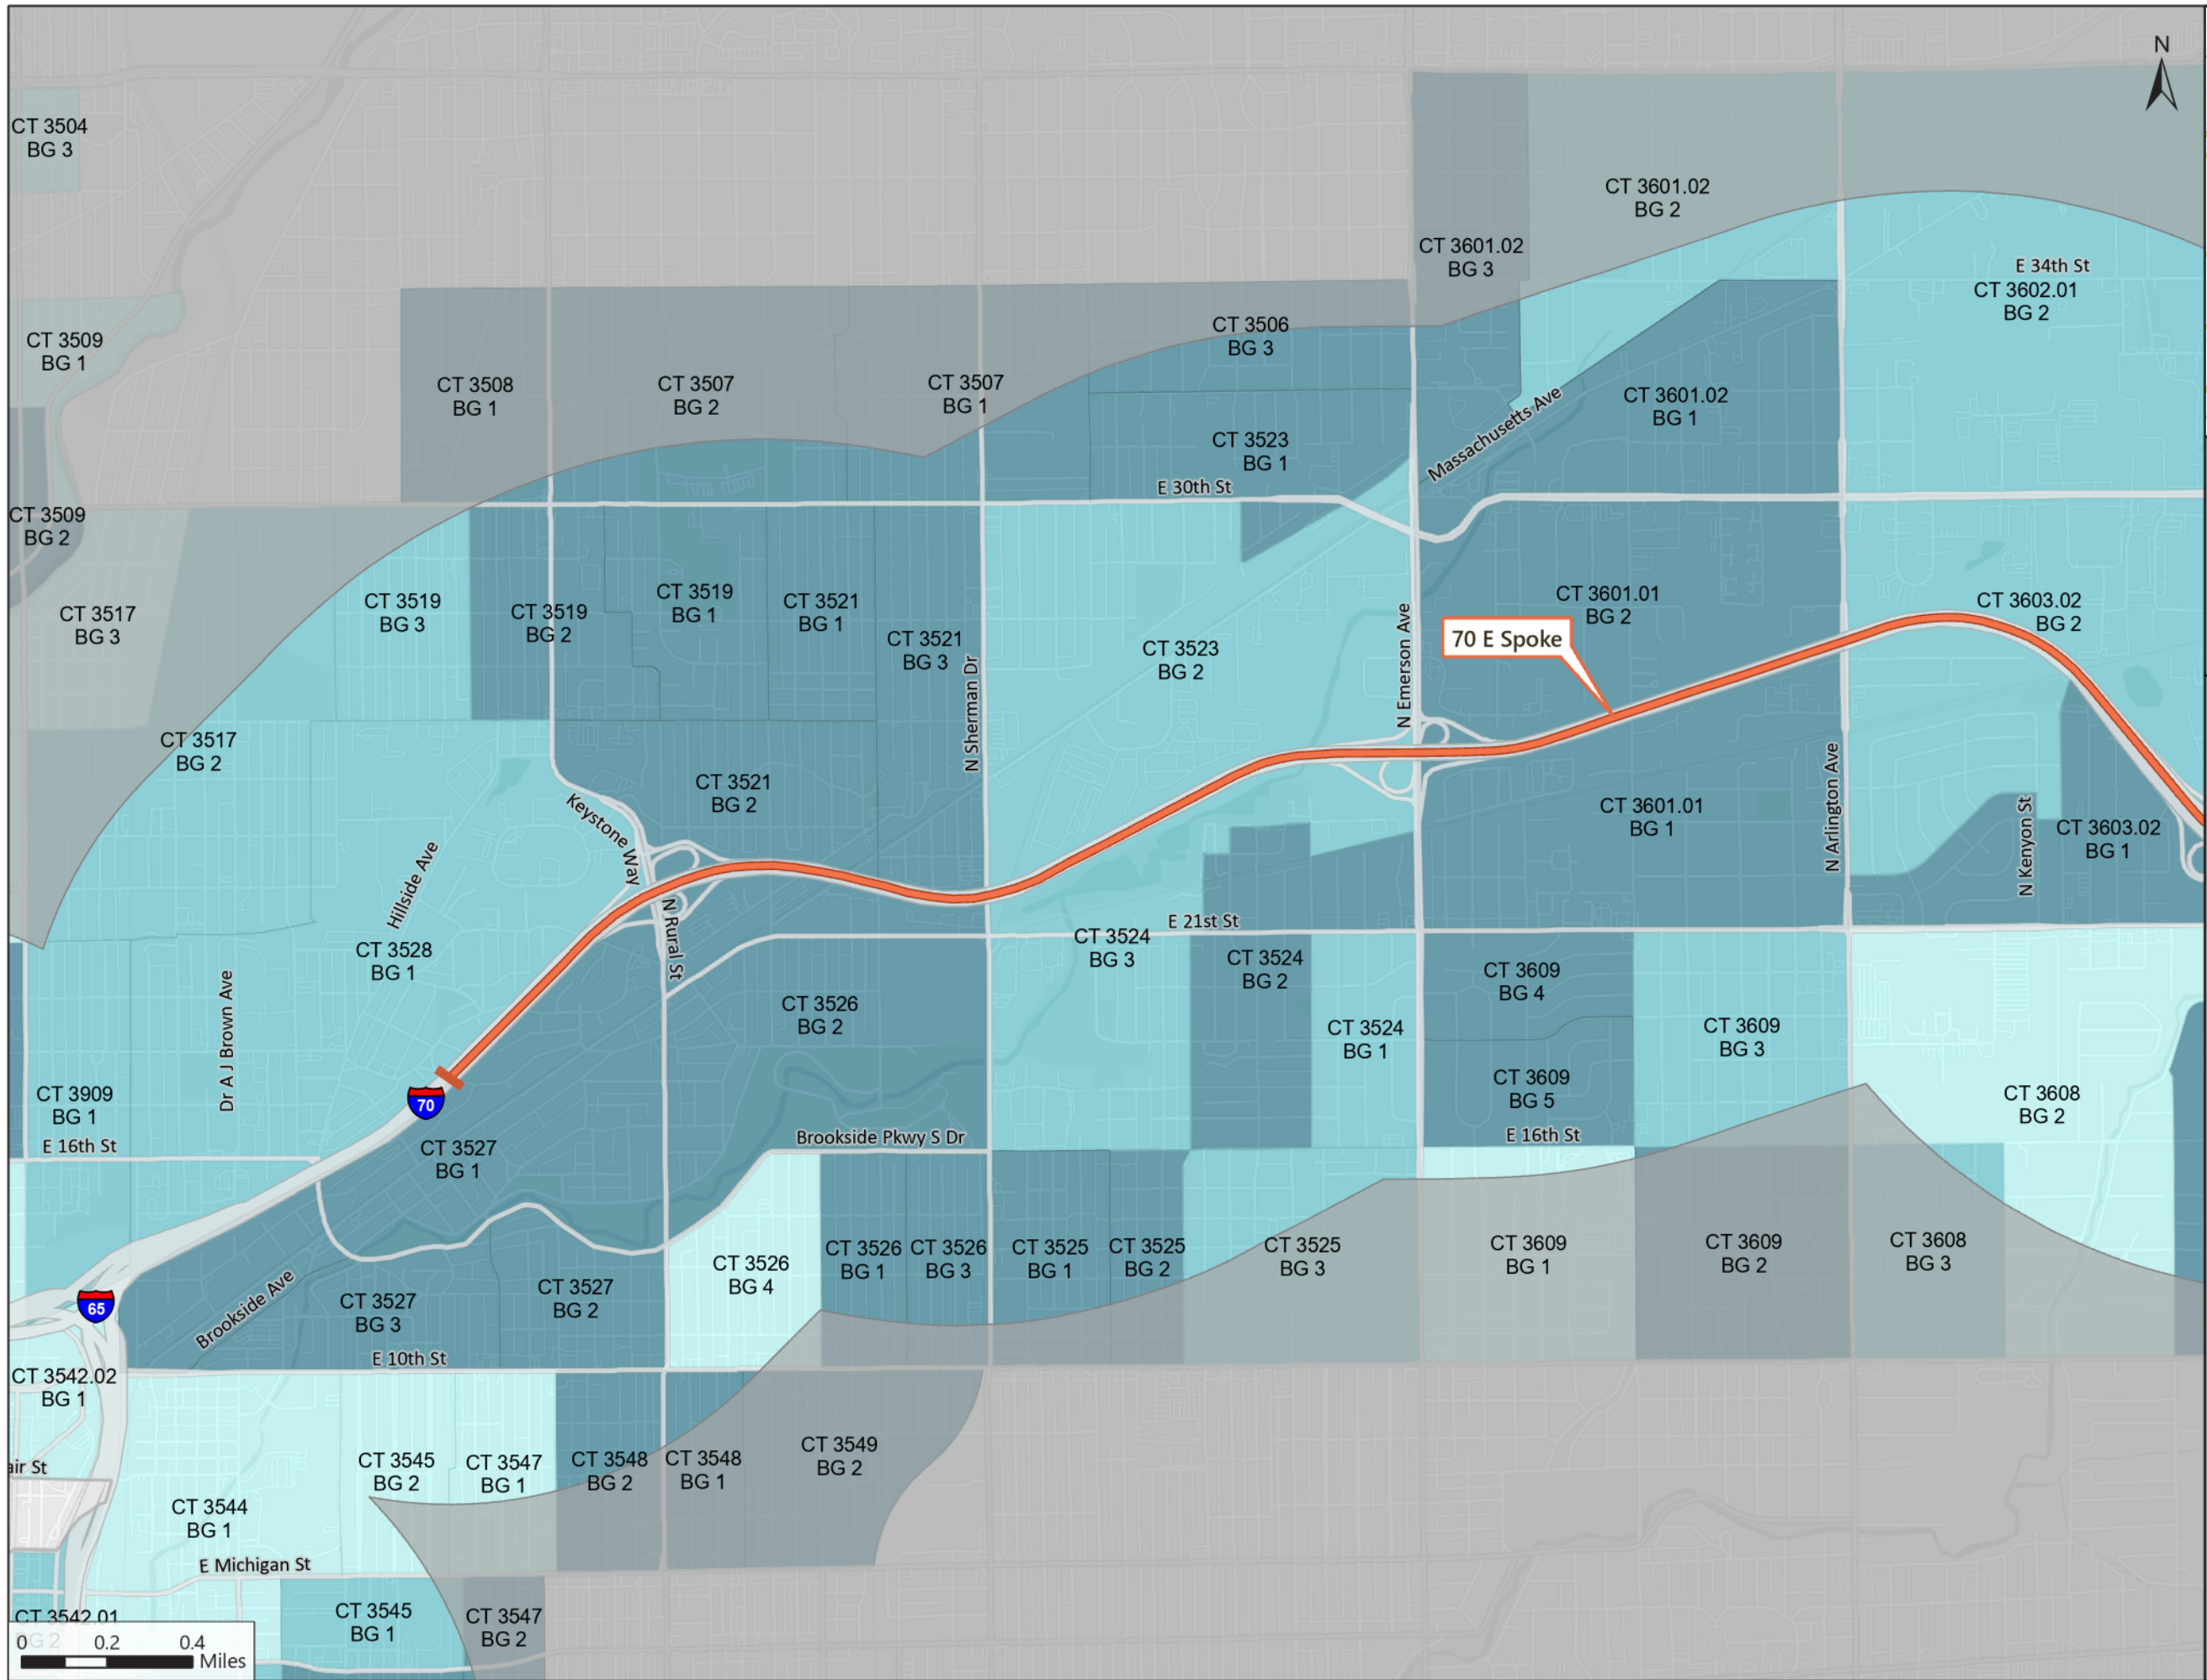 N
CT 3504
BG 3
CT 3601.02
BG 2
CT 3601.02
BG 3
E 34th St
CT 3602.01
BG 2
CT 3509
BG 1
CT 3506
BG 3
CT 3508
BG 1
CT 3507
BG 2
CT 3507
BG 1
CT 3601.02
BG 1
Massachusetts Ave
CT 3523
BG 1
E 30th St
CT 3509
BG 2
CT 3517
BG 3
CT 3519
BG 3
CT 3519
BG 2
CT 3519
BG 1
CT 3521
BG 1
CT 3521
BG 3
N Sherman Dr
CT 3523
BG 2
N Emerson Ave
70 E Spoke
CT 3601.01
BG 2
CT 3603.02
BG 2
CT 3517
BG 2
CT 3521
BG 2
Keystone Way
CT 3601.01
BG 1
N Arlington Ave
N Kenyon St
CT 3603.02
BG 1
Hillside Ave
CT 3528
BG 1
N Rural St
E 21st St
CT 3524
BG 3
CT 3524
BG 2
CT 3609
BG 4
CT 3526
BG 2
CT 3524
BG 1
CT 3609
BG 3
Dr A J Brown Ave
CT 3909
BG 1
70
CT 3609
BG 5
CT 3608
BG 2
E 16th St
CT 3527
BG 1
Brookside Pkwy S Dr
E 16th St
CT 3526
BG 4
CT 3526
BG 1
CT 3526
BG 3
CT 3525
BG 1
CT 3525
BG 2
CT 3525
BG 3
CT 3609
BG 1
CT 3609
BG 2
CT 3608
BG 3
65
Brookside Ave
CT 3527
BG 3
CT 3527
BG 2
E 10th St
CT 3542.02
BG 1
air St
CT 3545
BG 2
CT 3547
BG 1
CT 3548
BG 2
CT 3548
BG 1
CT 3549
BG 2
CT 3544
BG 1
E Michigan St
CT 3545
BG 1
CT 3547
BG 2
CT 3542.01
BG 2
0 0.2 0.4
Miles